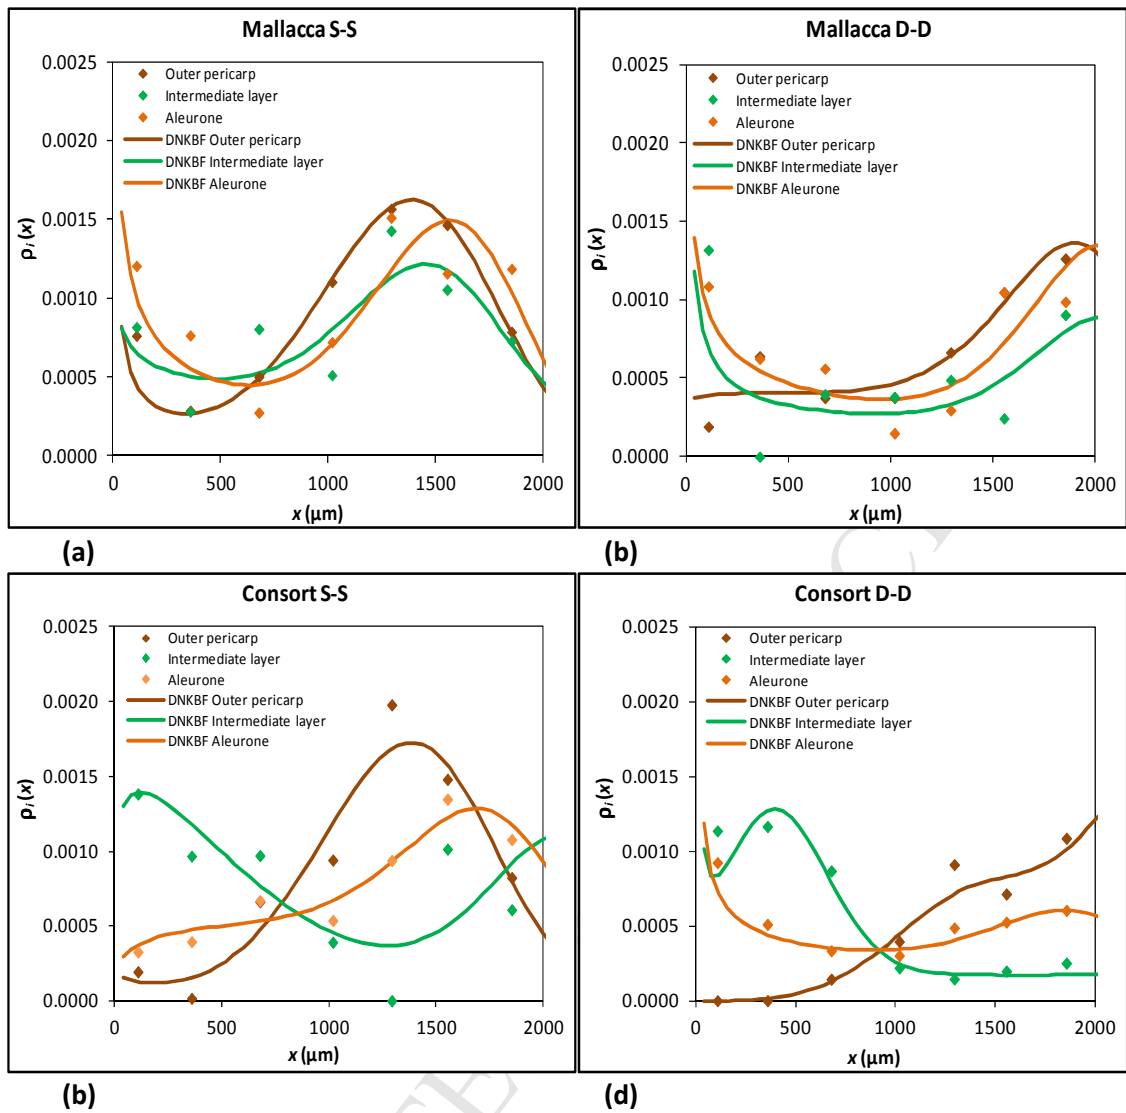 Mallacca S-S
0.0025
0.0020
0.0015
0.0010
0.0005
0.0000
ρi (x)
Outer pericarp
Intermediate layer
Aleurone
DNKBF Outer pericarp
DNKBF Intermediate layer
DNKBF Aleurone
0 500 1000 1500 2000
x (µm)
(a)
Mallacca D-D
0.0025
0.0020
0.0015
0.0010
0.0005
0.0000
ρi (x)
Outer pericarp
Intermediate layer
Aleurone
DNKBF Outer pericarp
DNKBF Intermediate layer
DNKBF Aleurone
0 500 1000 1500 2000
x (µm)
(b)
Consort S-S
0.0025
0.0020
0.0015
0.0010
0.0005
0.0000
ρi (x)
Outer pericarp
Intermediate layer
Aleurone
DNKBF Outer pericarp
DNKBF Intermediate layer
DNKBF Aleurone
0 500 1000 1500 2000
x (µm)
(b)
Consort D-D
0.0025
0.0020
0.0015
0.0010
0.0005
0.0000
ρi (x)
Outer pericarp
Intermediate layer
Aleurone
DNKBF Outer pericarp
DNKBF Intermediate layer
DNKBF Aleurone
0 500 1000 1500 2000
x (µm)
(d)